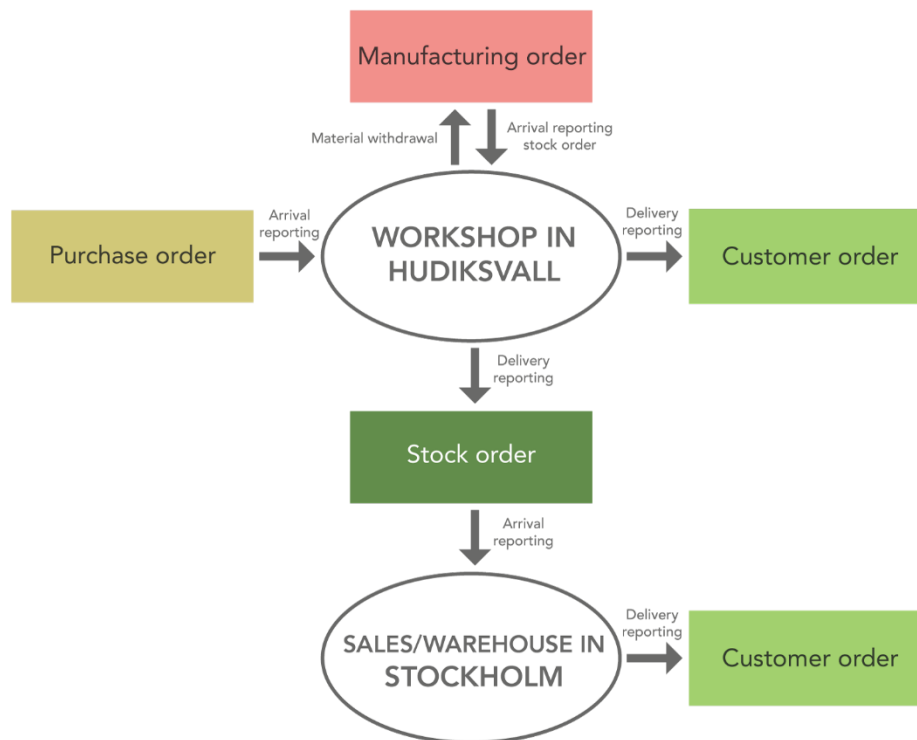 Manufacturing order
Material withdrawal
Arrival reporting
stock order
Arrival
reporting
Delivery
reporting
Purchase order
WORKSHOP IN
HUDIKSVALL
Customer order
Delivery
reporting
Stock order
Arrival
reporting
SALES/WAREHOUSE IN
STOCKHOLM
Delivery
reporting
Customer order